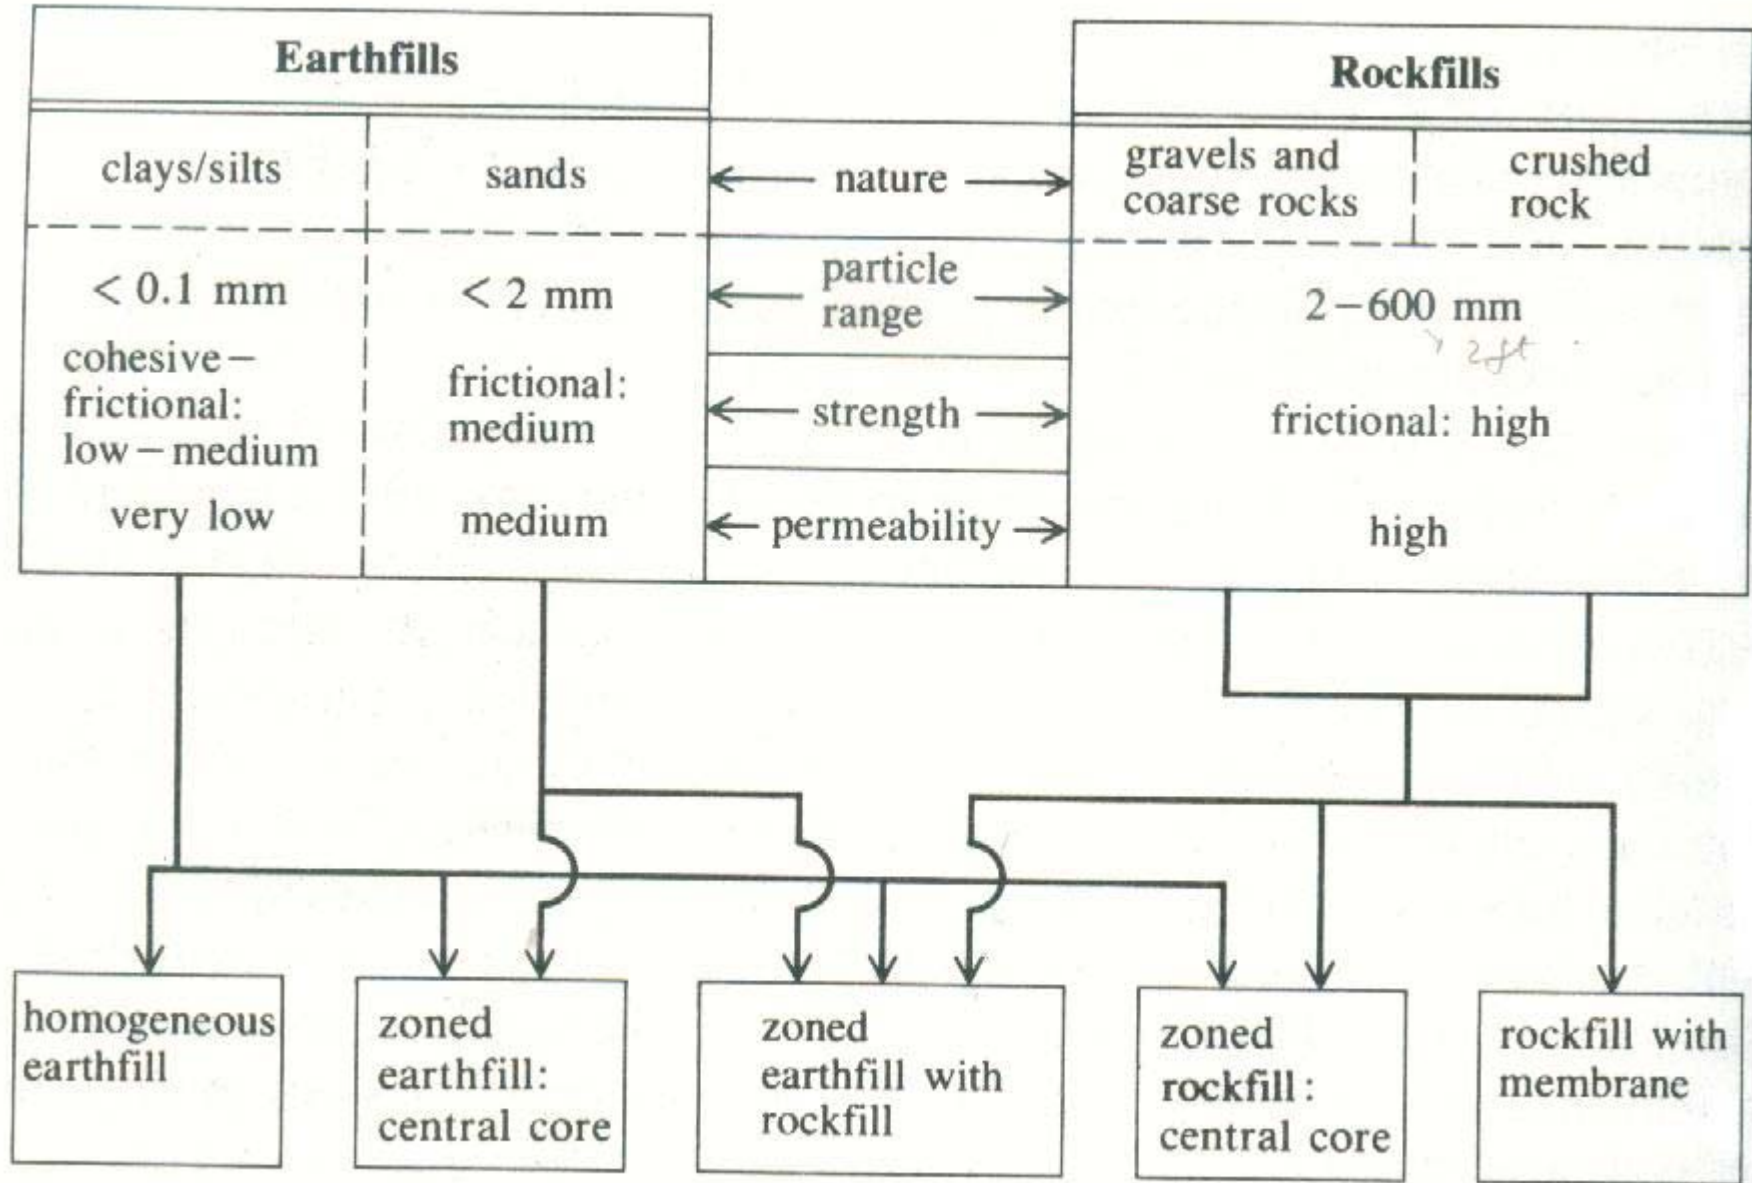 Earthfills
Rockfills
clays/silts
sands
nature
gravels and
coarse rocks
crushed
rock
< 0.1 mm
< 2 mm
particle
range
2–600 mm
2ft
cohesive–
frictional:
low–medium
frictional:
medium
strength
frictional: high
very low
medium
permeability
high
homogeneous
earthfill
zoned
earthfill:
central core
zoned
earthfill with
rockfill
zoned
rockfill:
central core
rockfill with
membrane